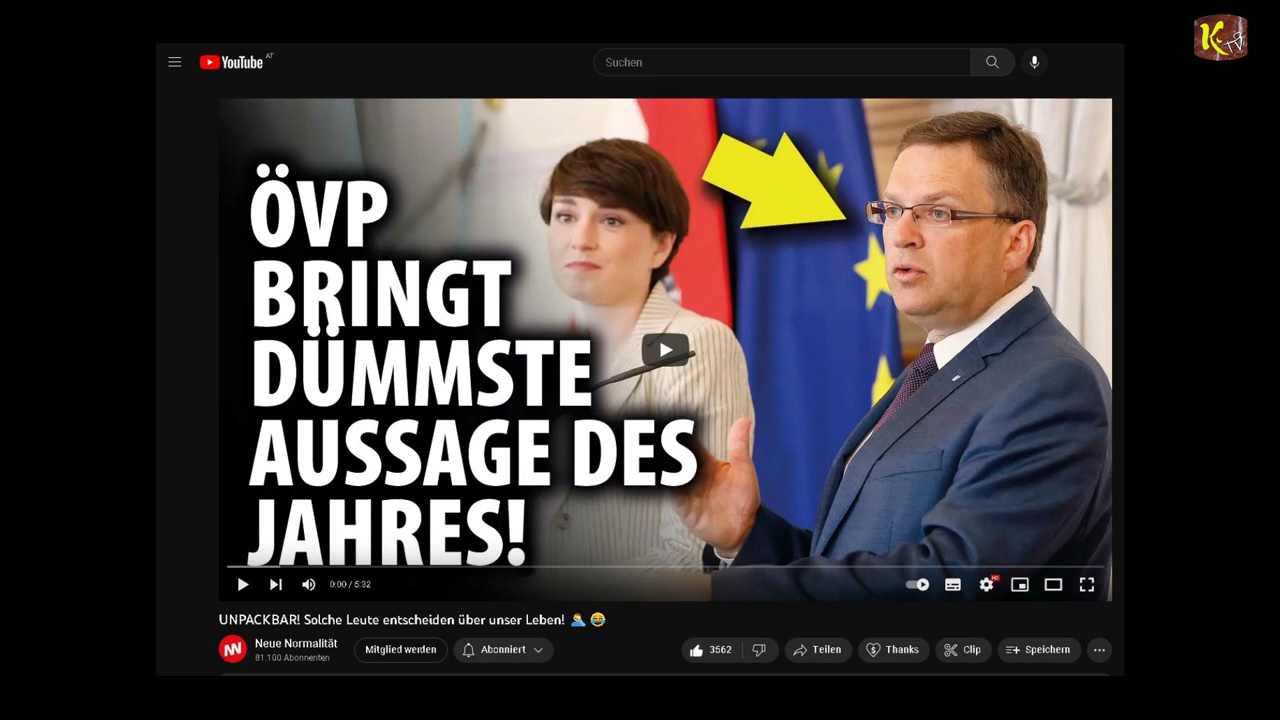 YouTube AT
Suchen
ÖVP
BRINGT
DÜMMSTE
AUSSAGE DES
JAHRES!
0:00 / 5:32
HD
UNPACKBAR! Solche Leute entscheiden über unser Leben! 🤦 😂
Neue Normalität
81.100 Abonnenten
Mitglied werden
Abonniert
3562
Teilen
Thanks
Clip
Speichern